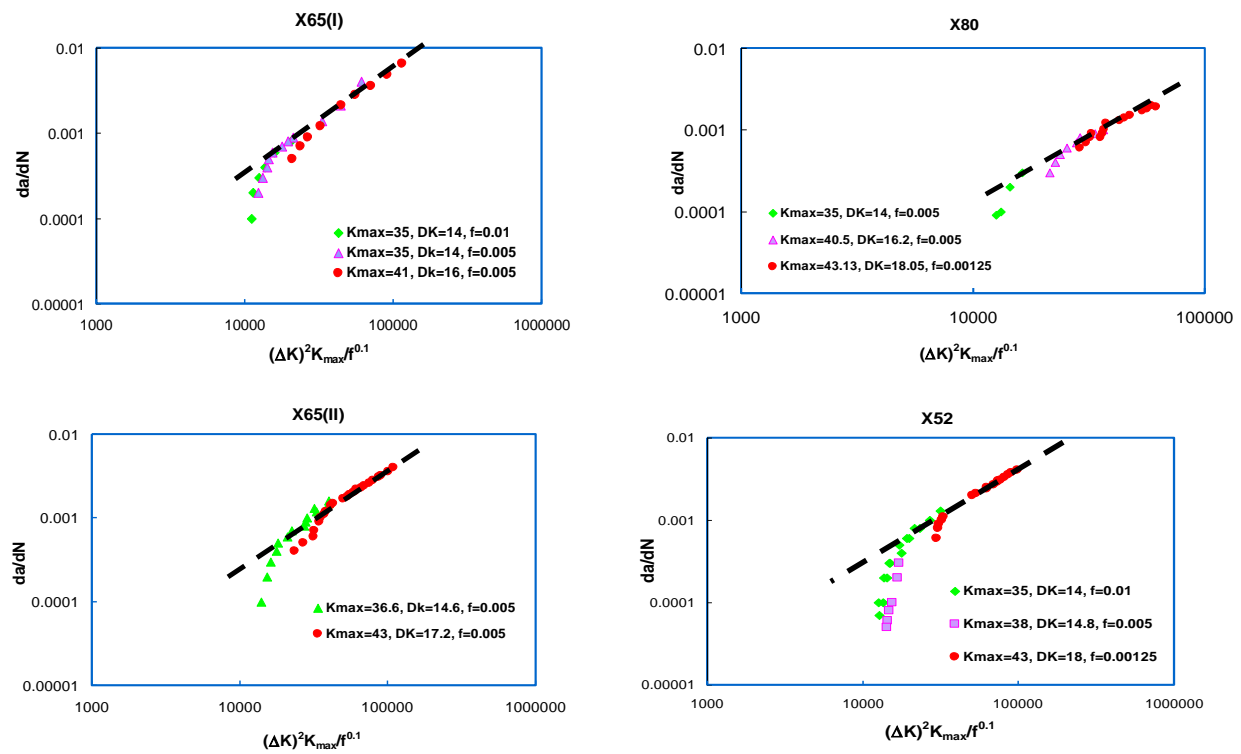 X65(I)
0.01
0.001
0.0001
0.00001
da/dN
Kmax=35, DK=14, f=0.01
Kmax=35, Dk=14, f=0.005
Kmax=41, Dk=16, f=0.005
1000 10000 100000 1000000
(ΔK)²Kmax/f^0.1
X80
0.01
0.001
0.0001
0.00001
da/dN
Kmax=35, DK=14, f=0.005
Kmax=40.5, DK=16.2, f=0.005
Kmax=43.13, DK=18.05, f=0.00125
1000 10000 100000
(ΔK)²Kmax/f^0.1
X65(II)
0.01
0.001
0.0001
0.00001
da/dN
Kmax=36.6, Dk=14.6, f=0.005
Kmax=43, DK=17.2, f=0.005
1000 10000 100000 1000000
(ΔK)²Kmax/f^0.1
X52
0.01
0.001
0.0001
0.00001
da/dN
Kmax=35, DK=14, f=0.01
Kmax=38, DK=14.8, f=0.005
Kmax=43, DK=18, f=0.00125
1000 10000 100000 1000000
(ΔK)²Kmax/f^0.1